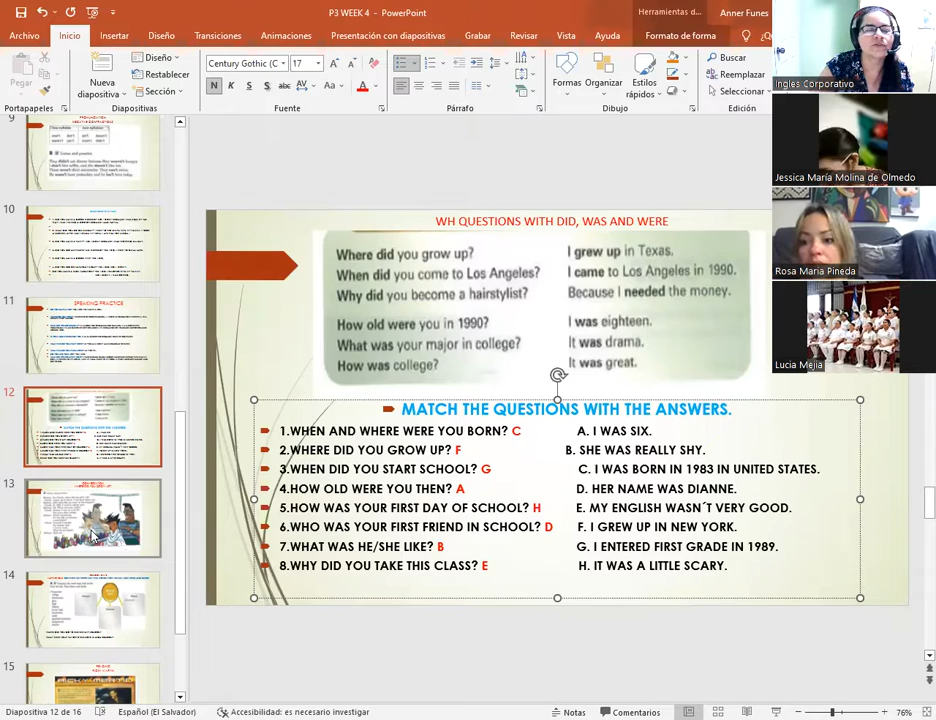 P3 WEEK 4 - PowerPoint
Herramientas d...
Anner Funes
Archivo
Inicio
Insertar
Diseño
Transiciones
Animaciones
Presentación con diapositivas
Grabar
Revisar
Vista
Ayuda
Formato de forma
Pegar
Nueva
diapositiva
Diseño
Restablecer
Sección
Century Gothic (C
17
N
K
S
abc
AV
Aa
A
Formas
Organizar
Estilos
rápidos
Buscar
Reemplazar
Seleccionar
Portapapeles
Diapositivas
Fuente
Párrafo
Dibujo
Edición
Ingles Corporativo
Jessica María Molina de Olmedo
Rosa Maria Pineda
Lucia Mejia
9
10
11
SPEAKING PRACTICE
12
13
14
15
WH QUESTIONS WITH DID, WAS AND WERE
Where did you grow up? I grew up in Texas.
When did you come to Los Angeles? I came to Los Angeles in 1990.
Why did you become a hairstylist? Because I needed the money.
How old were you in 1990? I was eighteen.
What was your major in college? It was drama.
How was college? It was great.
MATCH THE QUESTIONS WITH THE ANSWERS.
1.WHEN AND WHERE WERE YOU BORN? C A. I WAS SIX.
2.WHERE DID YOU GROW UP? F B. SHE WAS REALLY SHY.
3.WHEN DID YOU START SCHOOL? G C. I WAS BORN IN 1983 IN UNITED STATES.
4.HOW OLD WERE YOU THEN? A D. HER NAME WAS DIANNE.
5.HOW WAS YOUR FIRST DAY OF SCHOOL? H E. MY ENGLISH WASN´T VERY GOOD.
6.WHO WAS YOUR FIRST FRIEND IN SCHOOL? D F. I GREW UP IN NEW YORK.
7.WHAT WAS HE/SHE LIKE? B G. I ENTERED FIRST GRADE IN 1989.
8.WHY DID YOU TAKE THIS CLASS? E H. IT WAS A LITTLE SCARY.
Diapositiva 12 de 16
Español (El Salvador)
Accesibilidad: es necesario investigar
Notas
Comentarios
76%